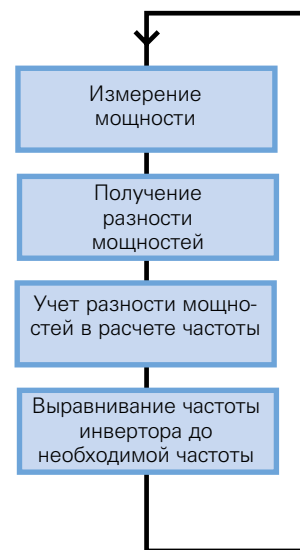 Измерение
мощности
Получение
разности
мощностей
Учет разности мощно-
стей в расчете частоты
Выравнивание частоты
инвертора до
необходимой частоты